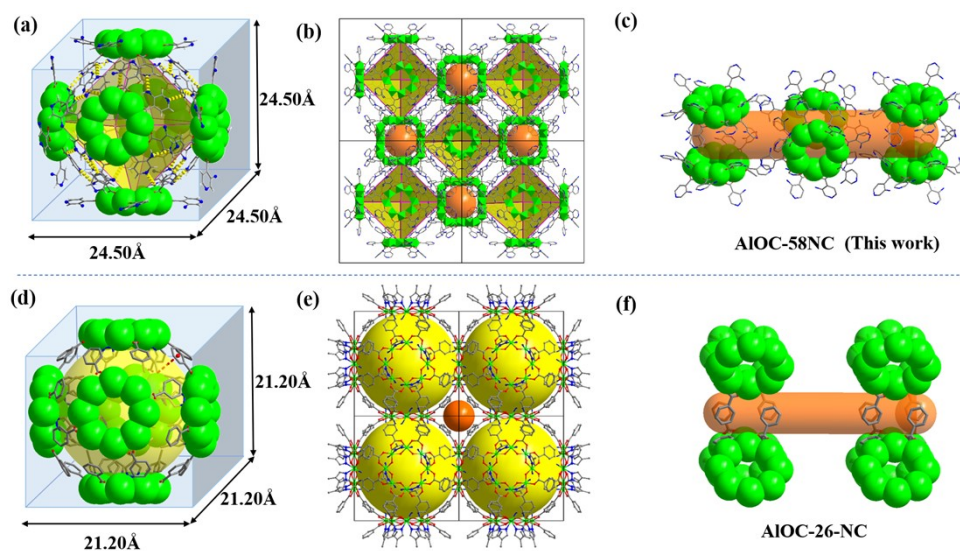 (a)
24.50Å
24.50Å
24.50Å
(b)
(c)
AlOC-58NC (This work)
(d)
21.20Å
21.20Å
21.20Å
(e)
(f)
AlOC-26-NC